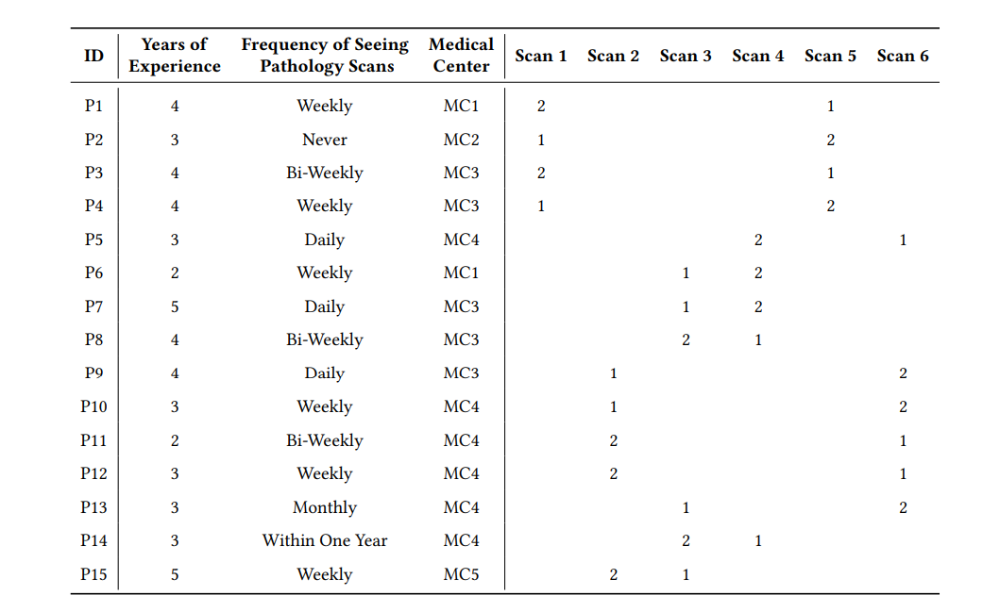 ID Years of Experience Frequency of Seeing Pathology Scans Medical Center Scan 1 Scan 2 Scan 3 Scan 4 Scan 5 Scan 6
P1 4 Weekly MC1 2 1
P2 3 Never MC2 1 2
P3 4 Bi-Weekly MC3 2 1
P4 4 Weekly MC3 1 2
P5 3 Daily MC4 2 1
P6 2 Weekly MC1 1 2
P7 5 Daily MC3 1 2
P8 4 Bi-Weekly MC3 2 1
P9 4 Daily MC3 1 2
P10 3 Weekly MC4 1 2
P11 2 Bi-Weekly MC4 2 1
P12 3 Weekly MC4 2 1
P13 3 Monthly MC4 1 2
P14 3 Within One Year MC4 2 1
P15 5 Weekly MC5 2 1